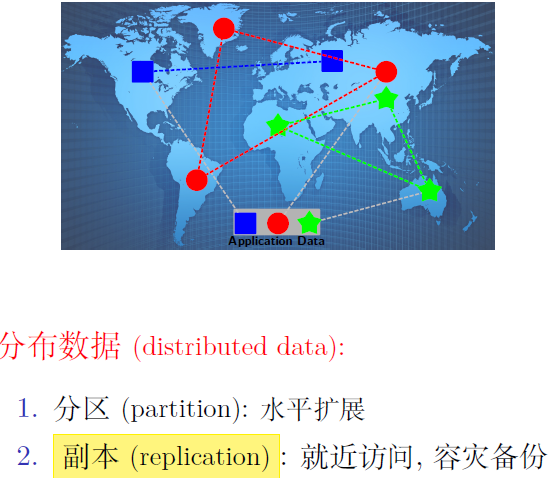 Application Data
分布数据 (distributed data):
1. 分区 (partition): 水平扩展
2. 副本 (replication) : 就近访问, 容灾备份